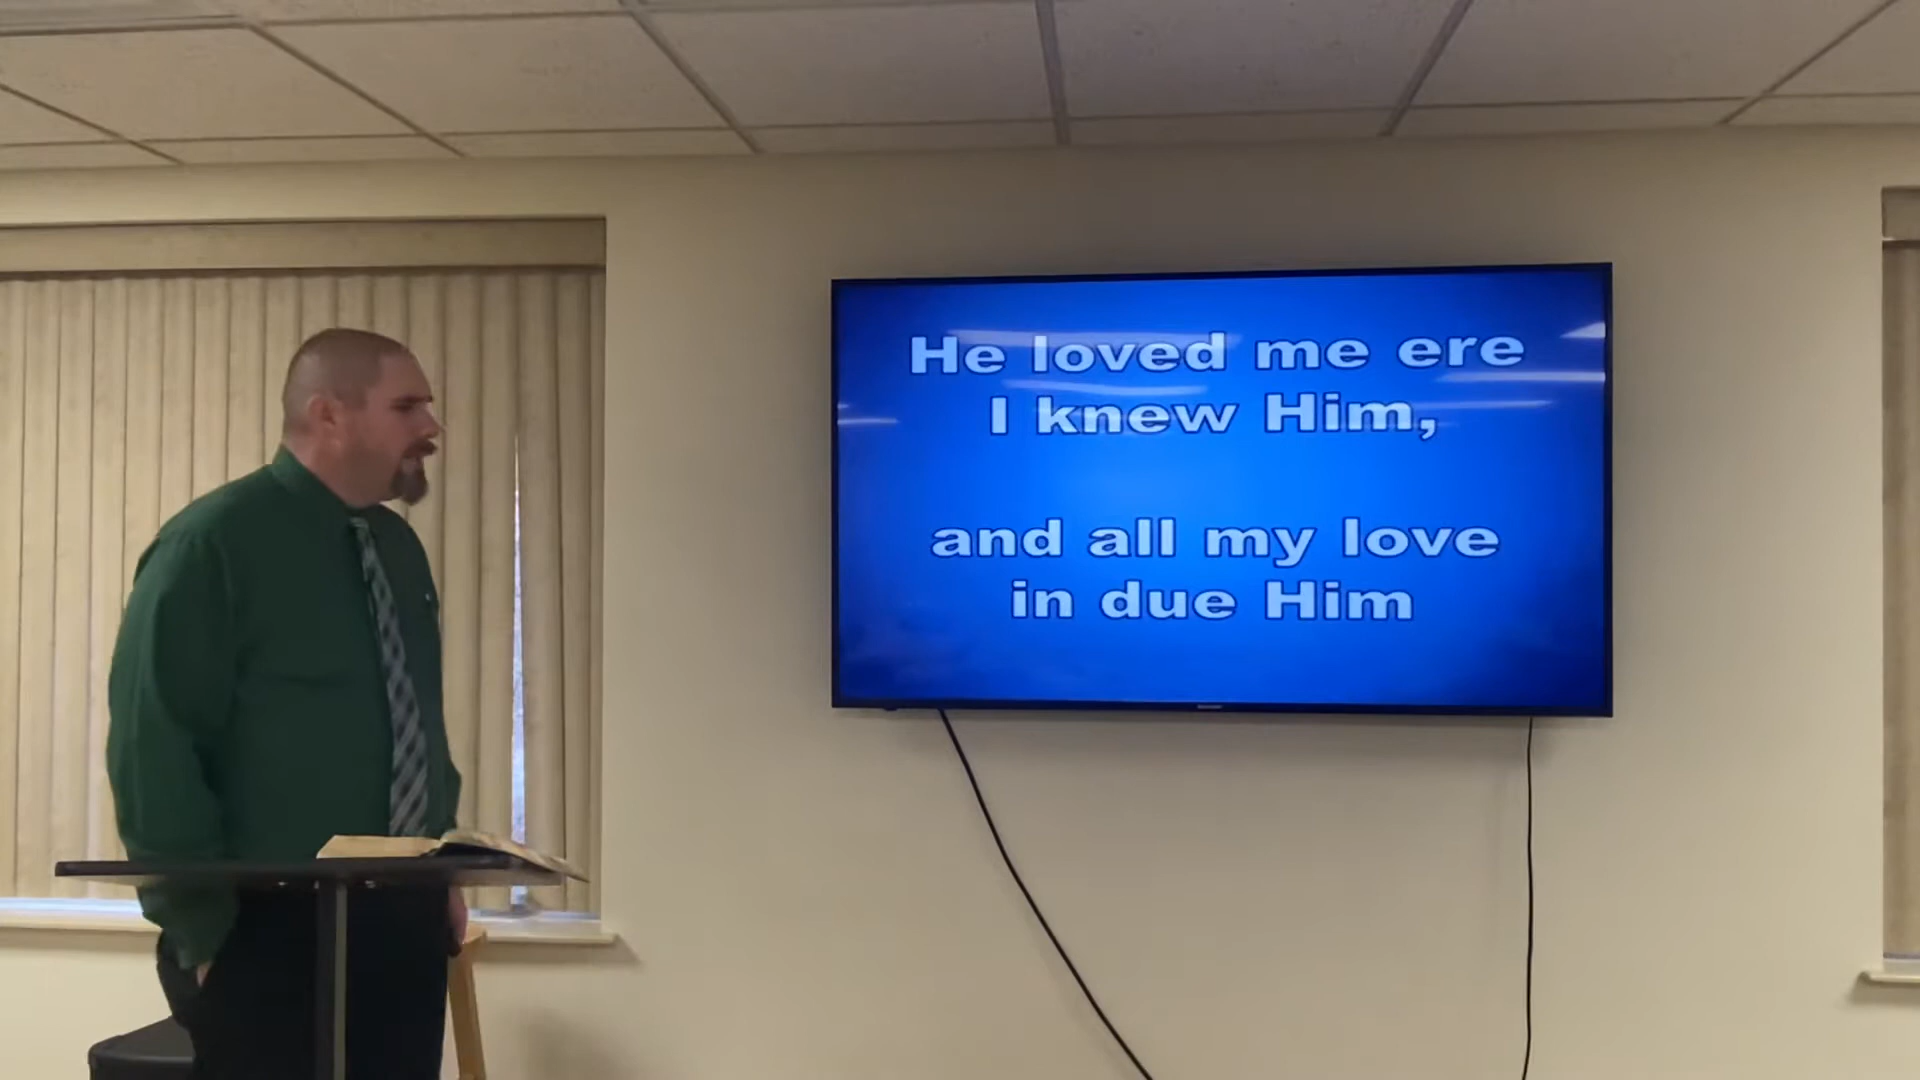 He loved me ere
I knew Him,
and all my love
in due Him